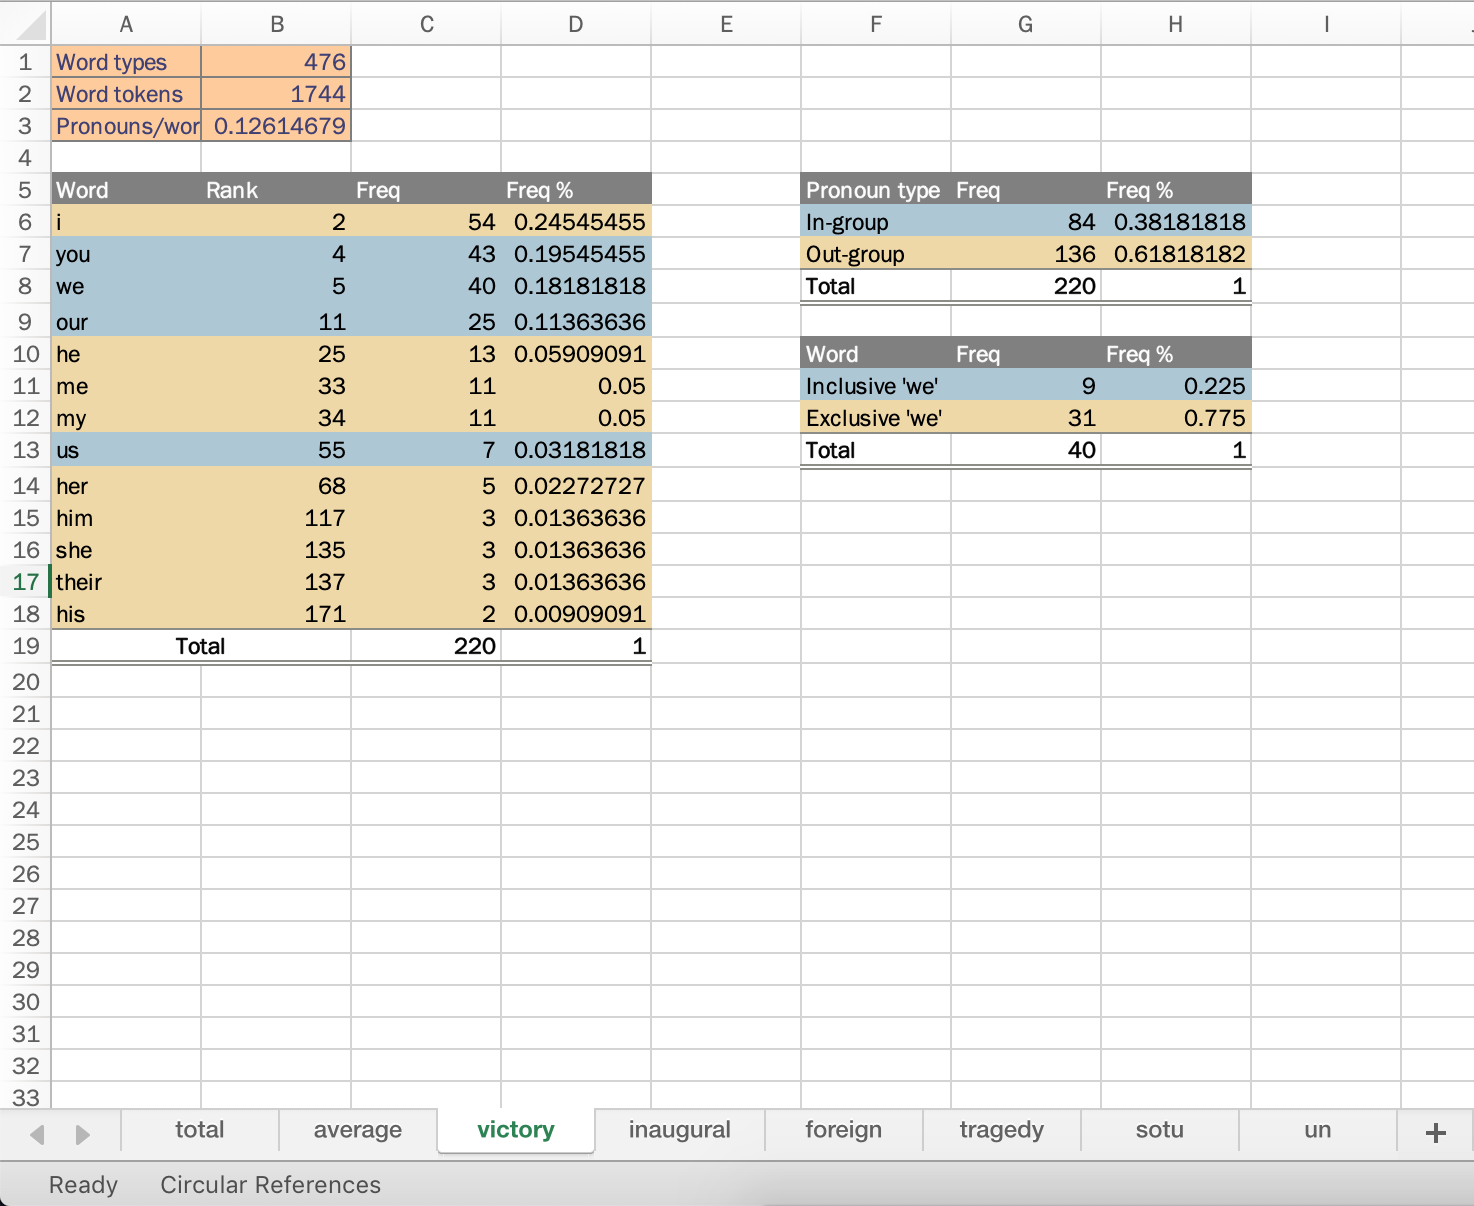 A B C D E F G H I
1 Word types 476
2 Word tokens 1744
3 Pronouns/wor 0.12614679
4
5 Word Rank Freq Freq % Pronoun type Freq Freq %
6 i 2 54 0.24545455 In-group 84 0.38181818
7 you 4 43 0.19545455 Out-group 136 0.61818182
8 we 5 40 0.18181818 Total 220 1
9 our 11 25 0.11363636
10 he 25 13 0.05909091 Word Freq Freq %
11 me 33 11 0.05 Inclusive 'we' 9 0.225
12 my 34 11 0.05 Exclusive 'we' 31 0.775
13 us 55 7 0.03181818 Total 40 1
14 her 68 5 0.02272727
15 him 117 3 0.01363636
16 she 135 3 0.01363636
17 their 137 3 0.01363636
18 his 171 2 0.00909091
19 Total 220 1
20
21
22
23
24
25
26
27
28
29
30
31
32
33
total average victory inaugural foreign tragedy sotu un +
Ready Circular References